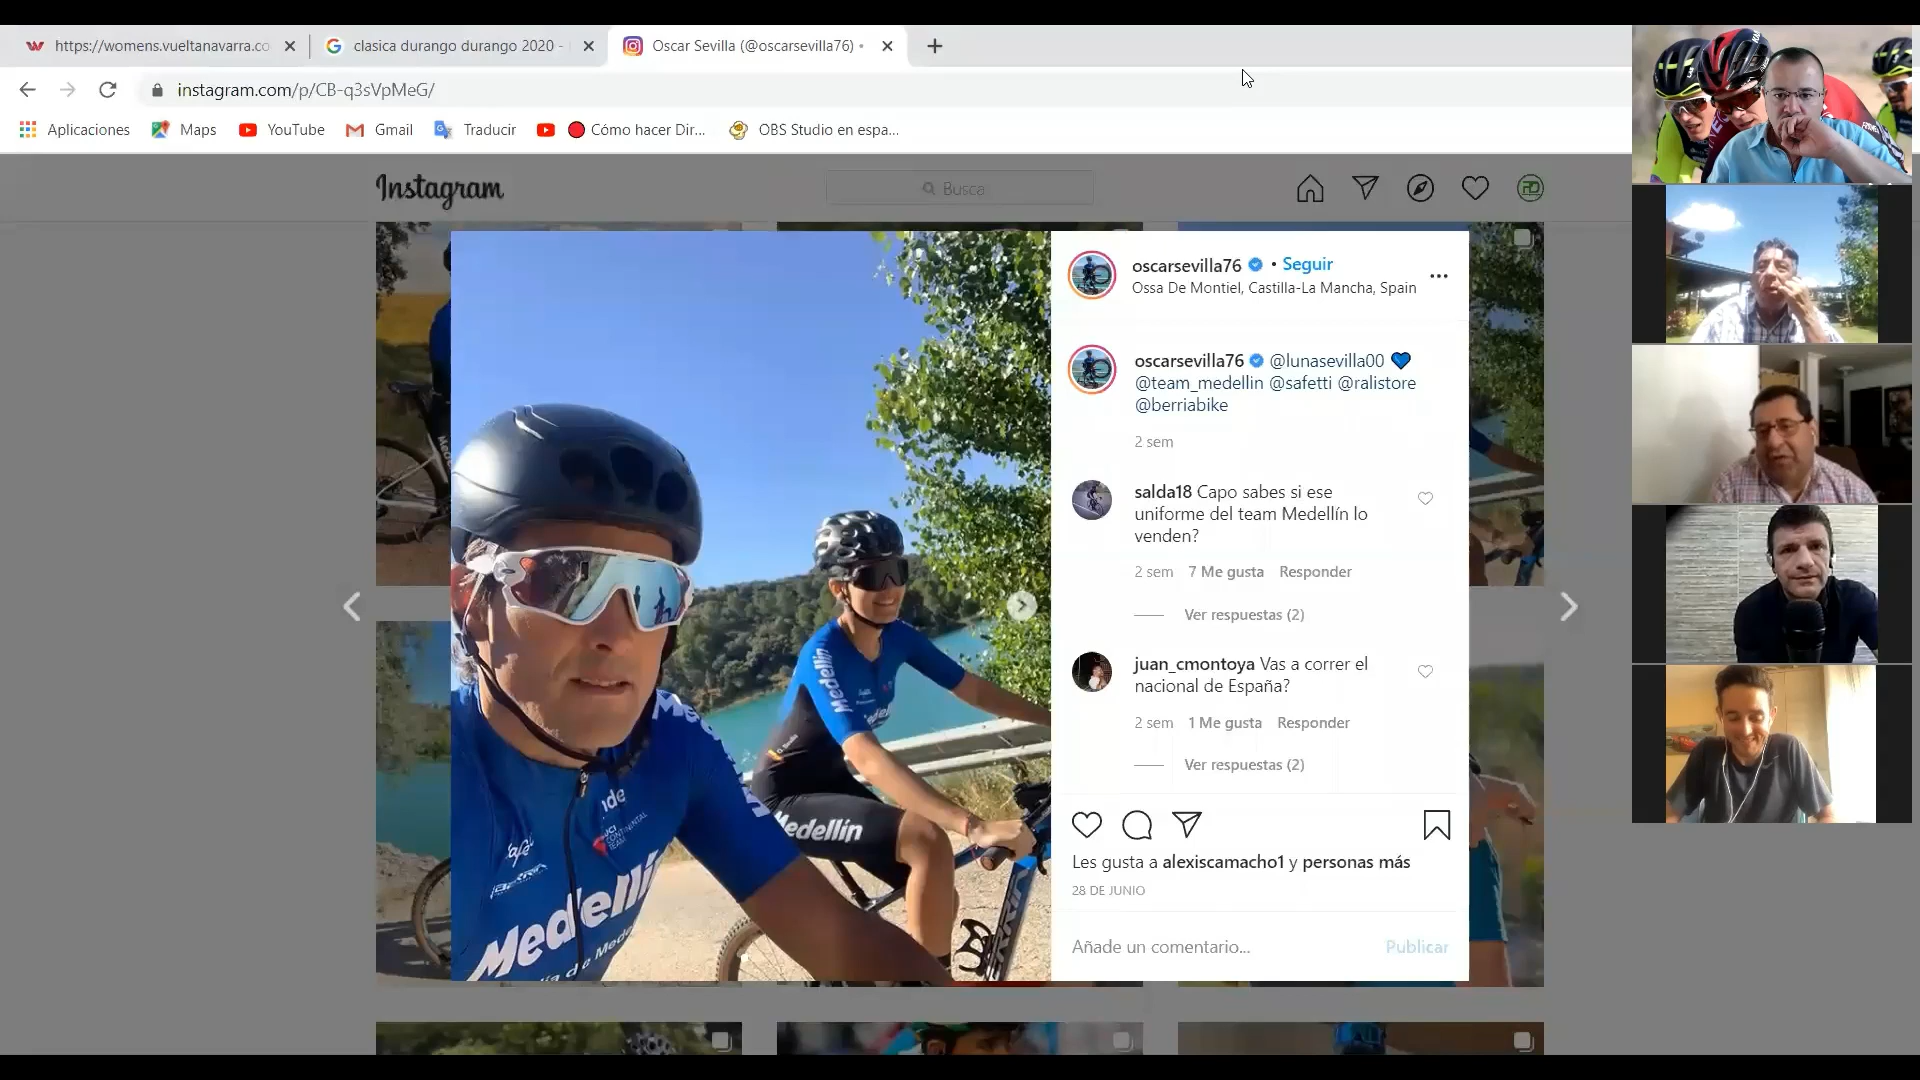 https://womens.vueltanavarra.co
clasica durango durango 2020 -
Oscar Sevilla (@oscarsevilla76) •
instagram.com/p/CB-q3sVpMeG/
Aplicaciones
Maps
YouTube
Gmail
Traducir
Cómo hacer Dir...
OBS Studio en espa...
Instagram
Busca
oscarsevilla76 • Seguir
Ossa De Montiel, Castilla-La Mancha, Spain
oscarsevilla76 @lunasevilla00 💙
@team_medellin @safetti @ralistore
@berriabike
2 sem
salda18 Capo sabes si ese
uniforme del team Medellín lo
venden?
2 sem 7 Me gusta Responder
Ver respuestas (2)
juan_cmontoya Vas a correr el
nacional de España?
2 sem 1 Me gusta Responder
Ver respuestas (2)
Les gusta a alexiscamacho1 y personas más
28 DE JUNIO
Añade un comentario...
Publicar
Medellín
Medellín
UCI
CONTINENTAL
TEAM
Medellín